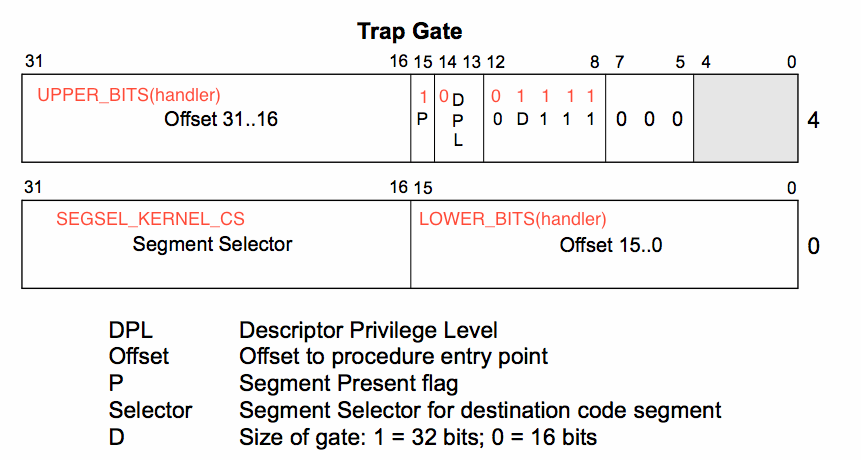 Trap Gate
31 16 15 14 13 12 8 7 5 4 0
UPPER_BITS(handler) 1 0 0 1 1 1 1
Offset 31..16 P D P L 0 D 1 1 1 0 0 0 4
31 16 15 0
SEGSEL_KERNEL_CS LOWER_BITS(handler)
Segment Selector Offset 15..0 0
DPL Descriptor Privilege Level
Offset Offset to procedure entry point
P Segment Present flag
Selector Segment Selector for destination code segment
D Size of gate: 1 = 32 bits; 0 = 16 bits